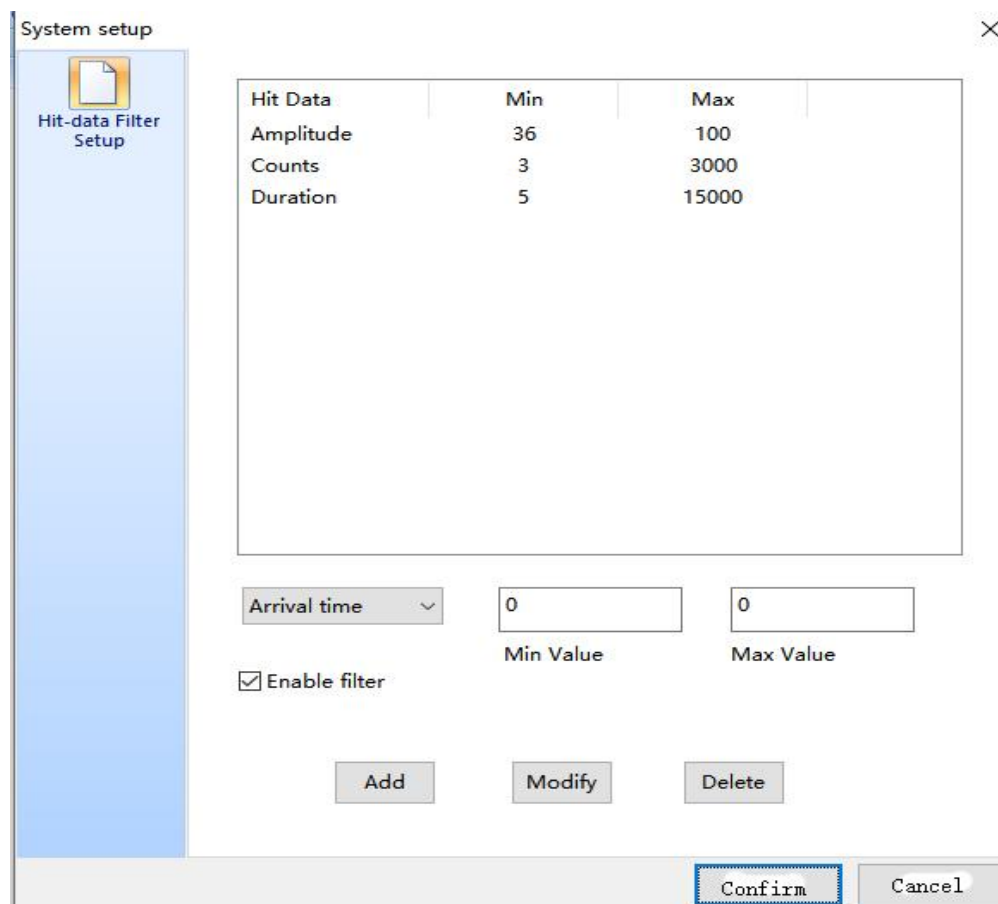 System setup
Hit-data Filter
Setup
Hit Data Min Max
Amplitude 36 100
Counts 3 3000
Duration 5 15000
Arrival time 0 0
Min Value Max Value
Enable filter
Add Modify Delete
Confirm Cancel